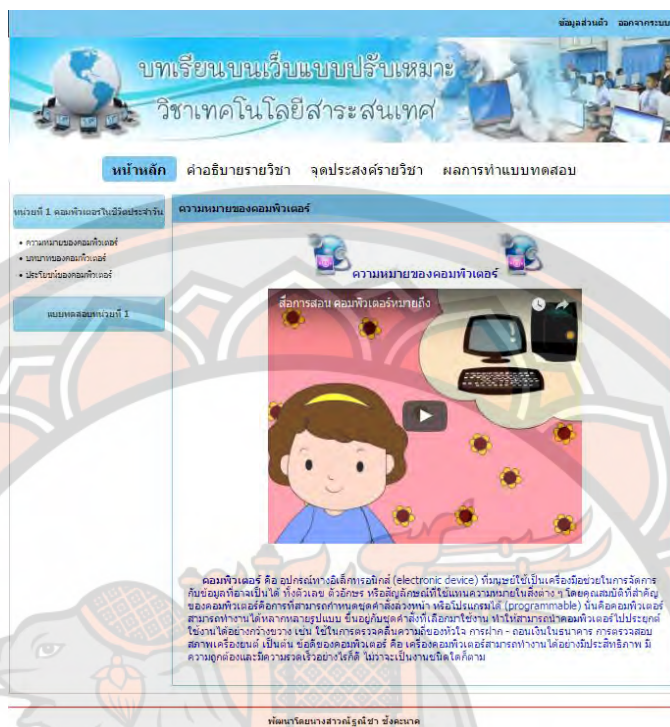 ข้อมูลส่วนตัว ออกจากระบบ
บทเรียนบนเว็บแบบปรับเหมาะ
วิชาเทคโนโลยีสาระสนเทศ
หน้าหลัก คำอธิบายรายวิชา จุดประสงค์รายวิชา ผลการทำแบบทดสอบ
หน่วยที่ 1 คอมพิวเตอร์ในชีวิตประจำวัน
• ความหมายของคอมพิวเตอร์
• บทบาทของคอมพิวเตอร์
• ประโยชน์ของคอมพิวเตอร์
แบบทดสอบหน่วยที่ 1
ความหมายของคอมพิวเตอร์
ความหมายของคอมพิวเตอร์
สื่อการสอน คอมพิวเตอร์หมายถึง
คอมพิวเตอร์ คือ อุปกรณ์ทางอิเล็กทรอนิกส์ (electronic device) ที่มนุษย์ใช้เป็นเครื่องมือช่วยในการจัดการ
กับข้อมูลที่อาจเป็นได้ ทั้งตัวเลข ตัวอักษร หรือสัญลักษณ์ที่ใช้แทนความหมายในสิ่งต่าง ๆ โดยคุณสมบัติที่สำคัญ
ของคอมพิวเตอร์คือการที่สามารถกำหนดชุดคำสั่งล่วงหน้า หรือโปรแกรมได้ (programmable) นั่นคือคอมพิวเตอร์
สามารถทำงานได้หลากหลายรูปแบบ ขึ้นอยู่กับชุดคำสั่งที่เลือกมาใช้งาน ทำให้สามารถนำคอมพิวเตอร์ไปประยุกต์
ใช้งานได้อย่างกว้างขวาง เช่น ใช้ในการตรวจคลื่นความถี่ของหัวใจ การฝาก - ถอนเงินในธนาคาร การตรวจสอบ
สภาพเครื่องยนต์ เป็นต้น ข้อดีของคอมพิวเตอร์ คือ เครื่องคอมพิวเตอร์สามารถทำงานได้อย่างมีประสิทธิภาพ มี
ความถูกต้องและมีความรวดเร็วอย่างไรก็ดี ไม่ว่าจะเป็นงานชนิดใดก็ตาม